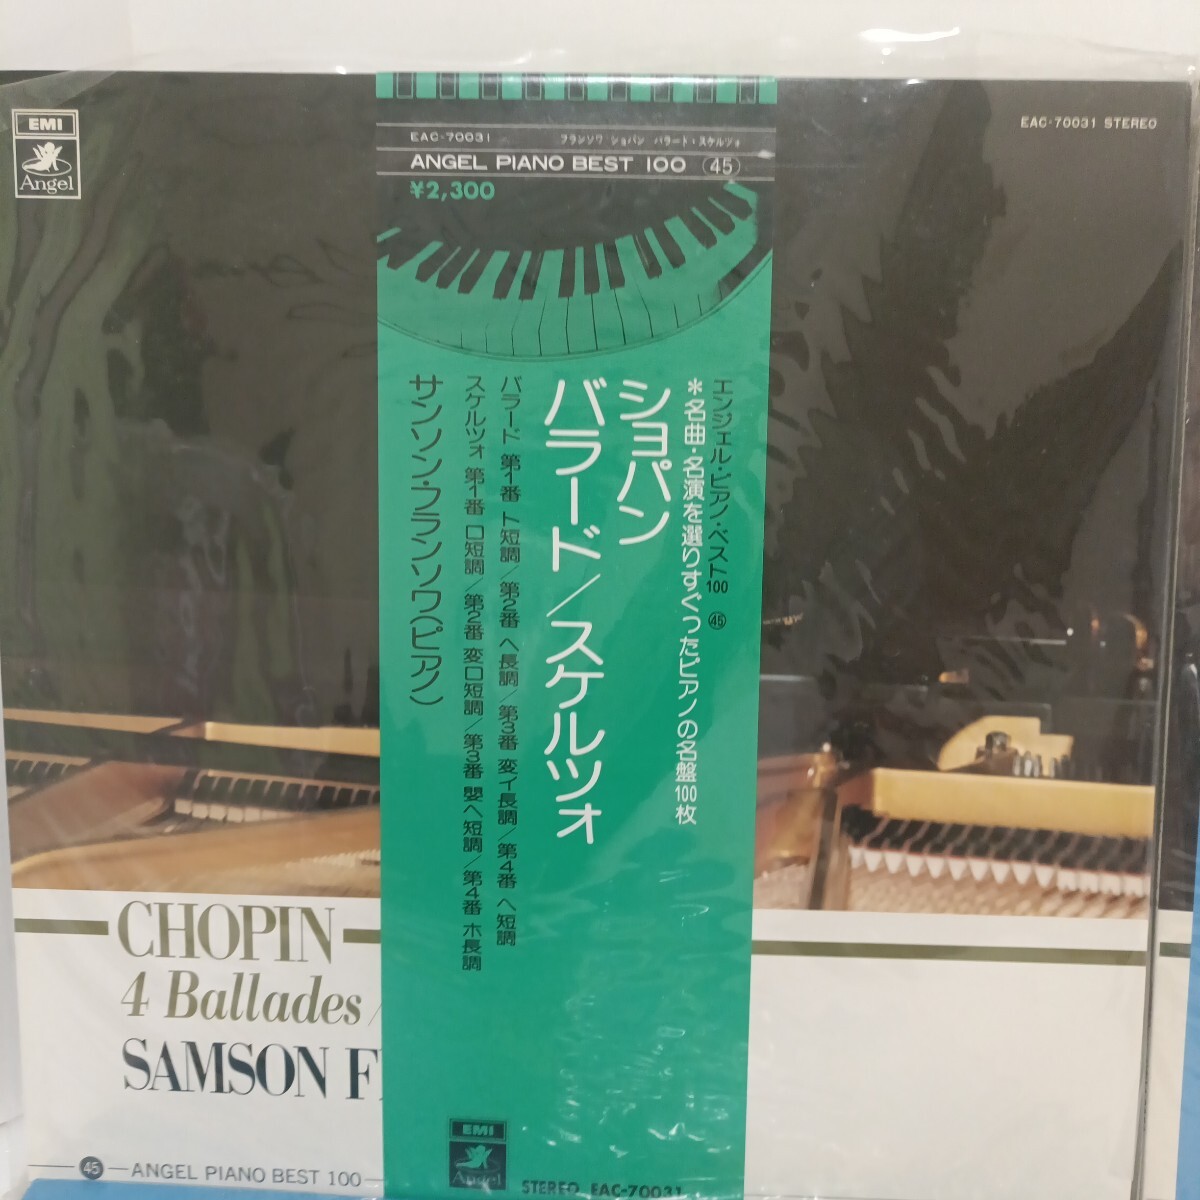 EMI
Angel
EAC-70031 STEREO
EAC-70031 フランソワ ショパン バラード・スケルツォ
ANGEL PIANO BEST 100 45
¥2,300
エンジェル・ピアノ・ベスト100 ㊺
*名曲・名演を選りすぐったピアノの名盤100枚
ショパン
バラード/スケルツォ
バラード 第1番 ト短調/第2番 ヘ長調/第3番 変イ長調/第4番 ヘ短調
スケルツォ 第1番 ロ短調/第2番 変ロ短調/第3番 嬰ヘ短調/第4番 ホ長調
サンソン・フランソワ(ピアノ)
CHOPIN
4 Ballades /
SAMSON F
45 ANGEL PIANO BEST 100
EMI
Angel
STEREO EAC-70031